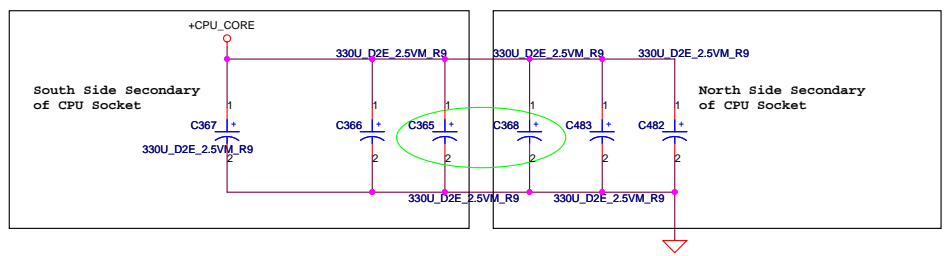 +CPU_CORE
330U_D2E_2.5VM_R9
330U_D2E_2.5VM_R9
330U_D2E_2.5VM_R9
South Side Secondary
of CPU Socket
North Side Secondary
of CPU Socket
1
1
1
1
1
1
C367
+
C366
+
C365
+
C368
+
C483
+
C482
+
330U_D2E_2.5VM_R9
2
2
2
2
2
2
330U_D2E_2.5VM_R9
330U_D2E_2.5VM_R9